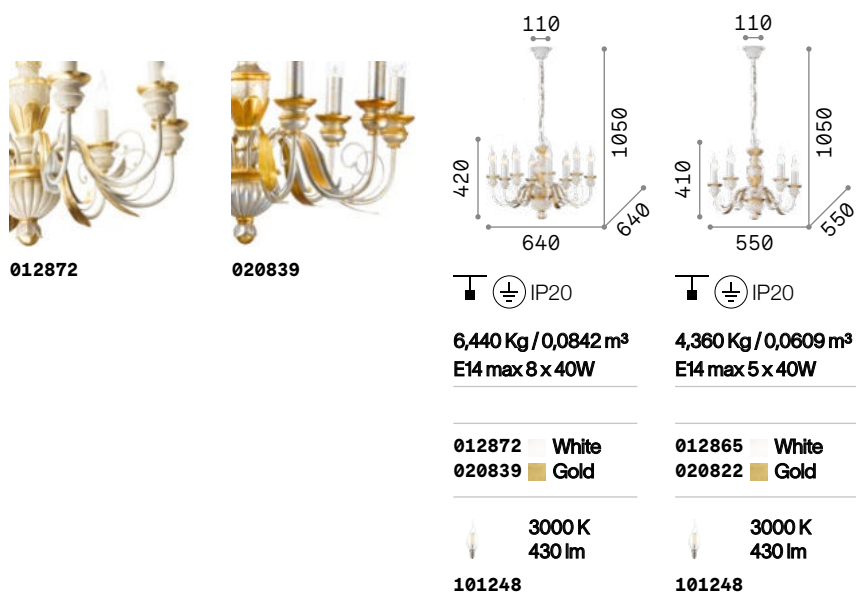 012872
020839
110
420
1050
640
640
IP20
6,440 Kg / 0,0842 m³
E14 max 8 x 40W
012872 White
020839 Gold
3000 K
430 lm
101248
110
410
1050
550
550
IP20
4,360 Kg / 0,0609 m³
E14 max 5 x 40W
012865 White
020822 Gold
3000 K
430 lm
101248